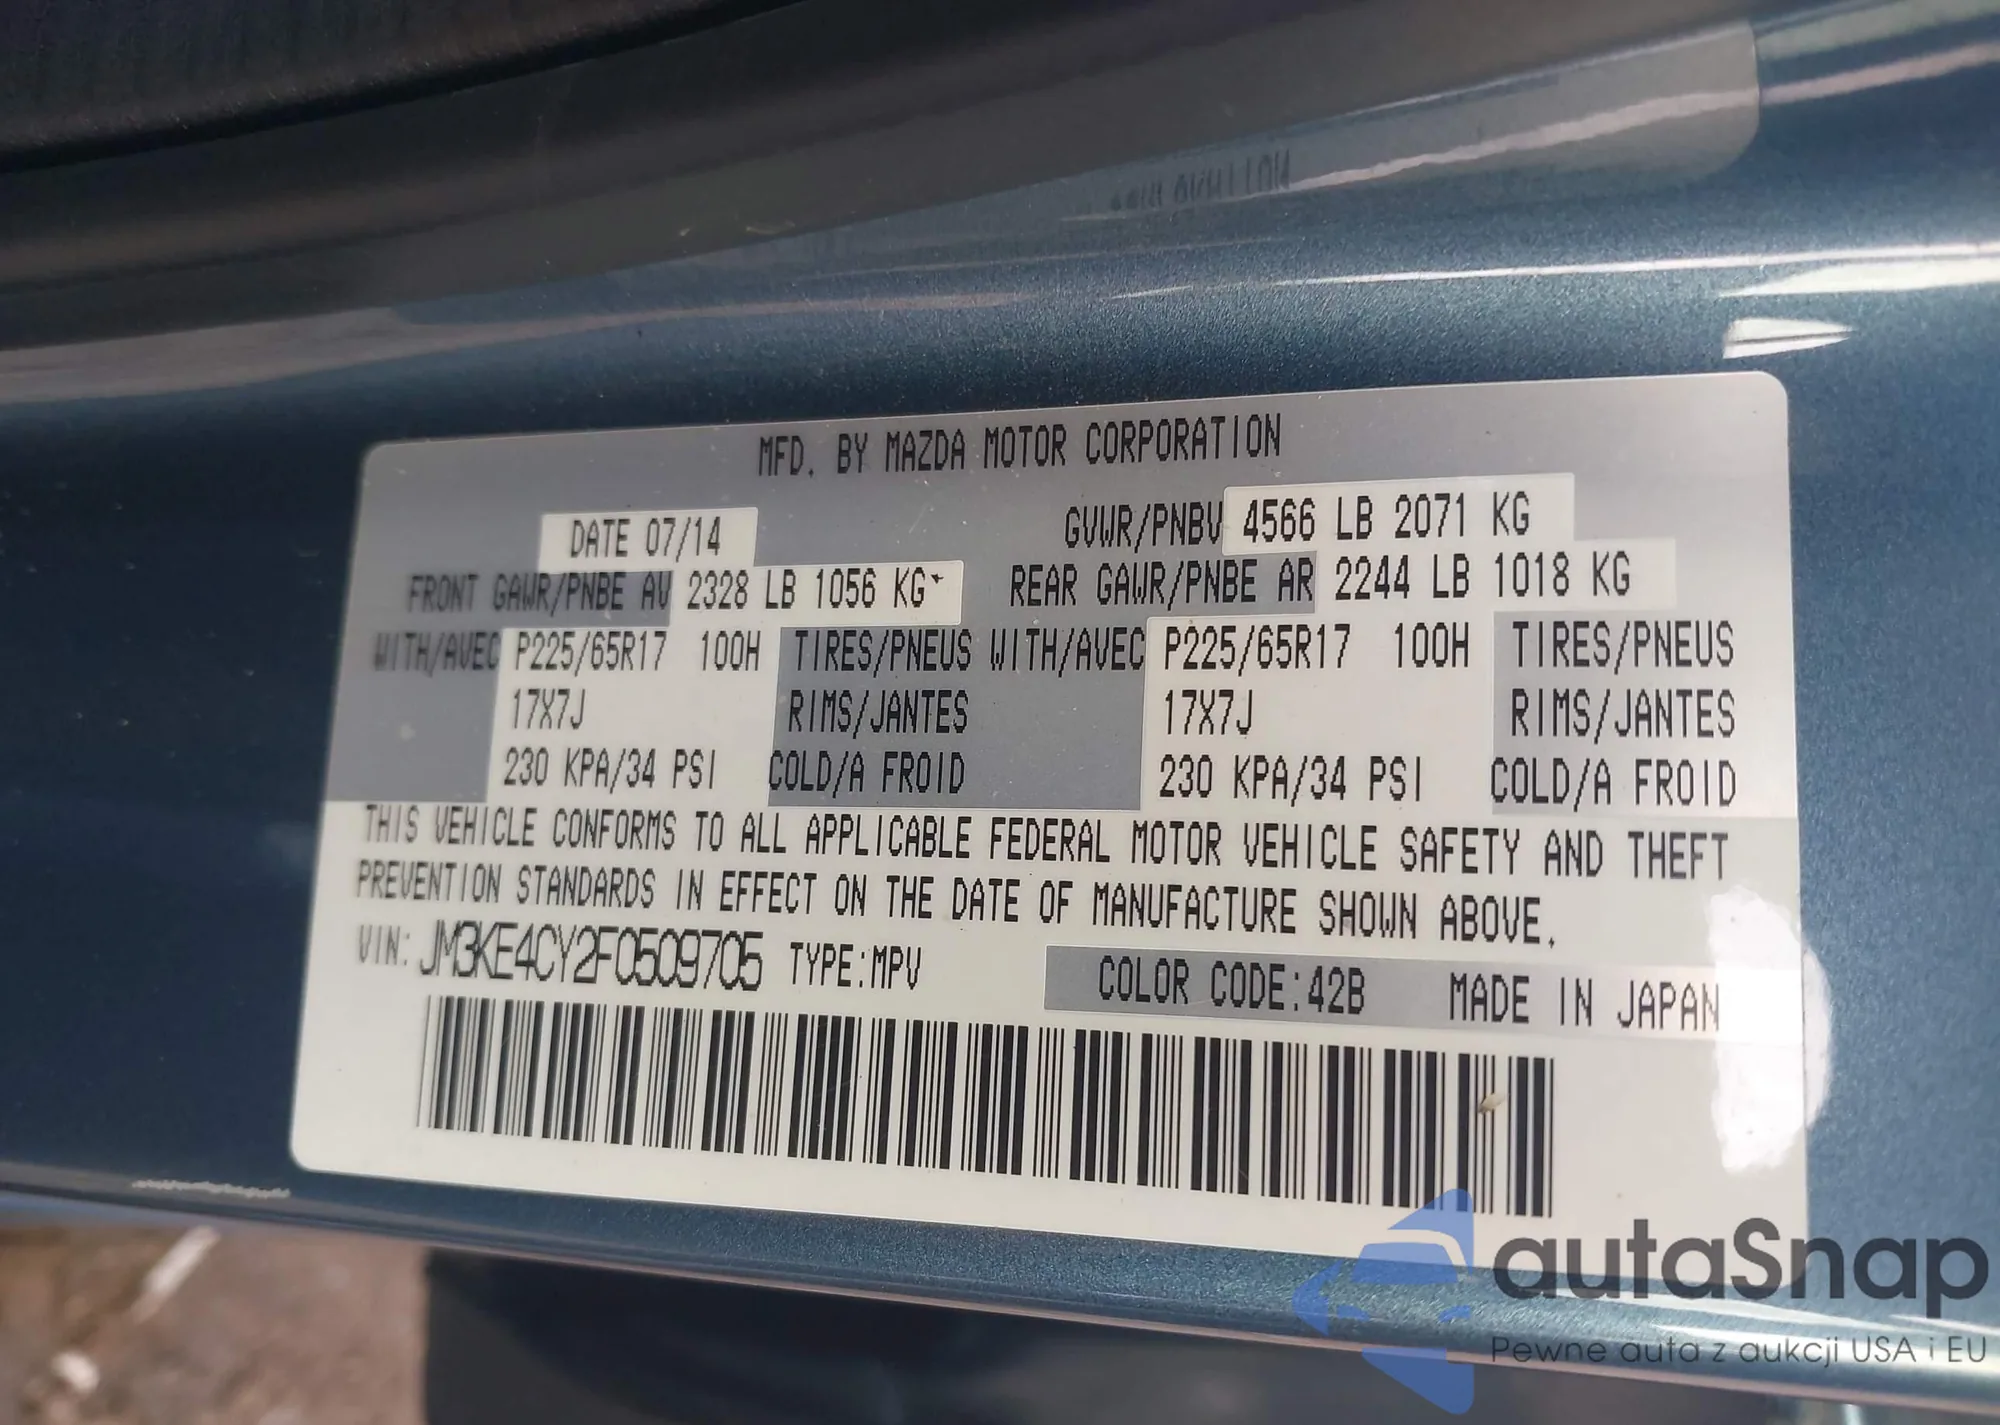 MFD. BY MAZDA MOTOR CORPORATION
DATE 07/14 GVWR/PNBV 4566 LB 2071 KG
FRONT GAWR/PNBE AV 2328 LB 1056 KG REAR GAWR/PNBE AR 2244 LB 1018 KG
WITH/AVEC P225/65R17 100H TIRES/PNEUS WITH/AVEC P225/65R17 100H TIRES/PNEUS
17X7J RIMS/JANTES 17X7J RIMS/JANTES
230 KPA/34 PSI COLD/A FROID 230 KPA/34 PSI COLD/A FROID
THIS VEHICLE CONFORMS TO ALL APPLICABLE FEDERAL MOTOR VEHICLE SAFETY AND THEFT
PREVENTION STANDARDS IN EFFECT ON THE DATE OF MANUFACTURE SHOWN ABOVE.
VIN: JM3KE4CY2F0509705 TYPE:MPV COLOR CODE:42B MADE IN JAPAN
autaSnap
Pewne auta z aukcji USA i EU